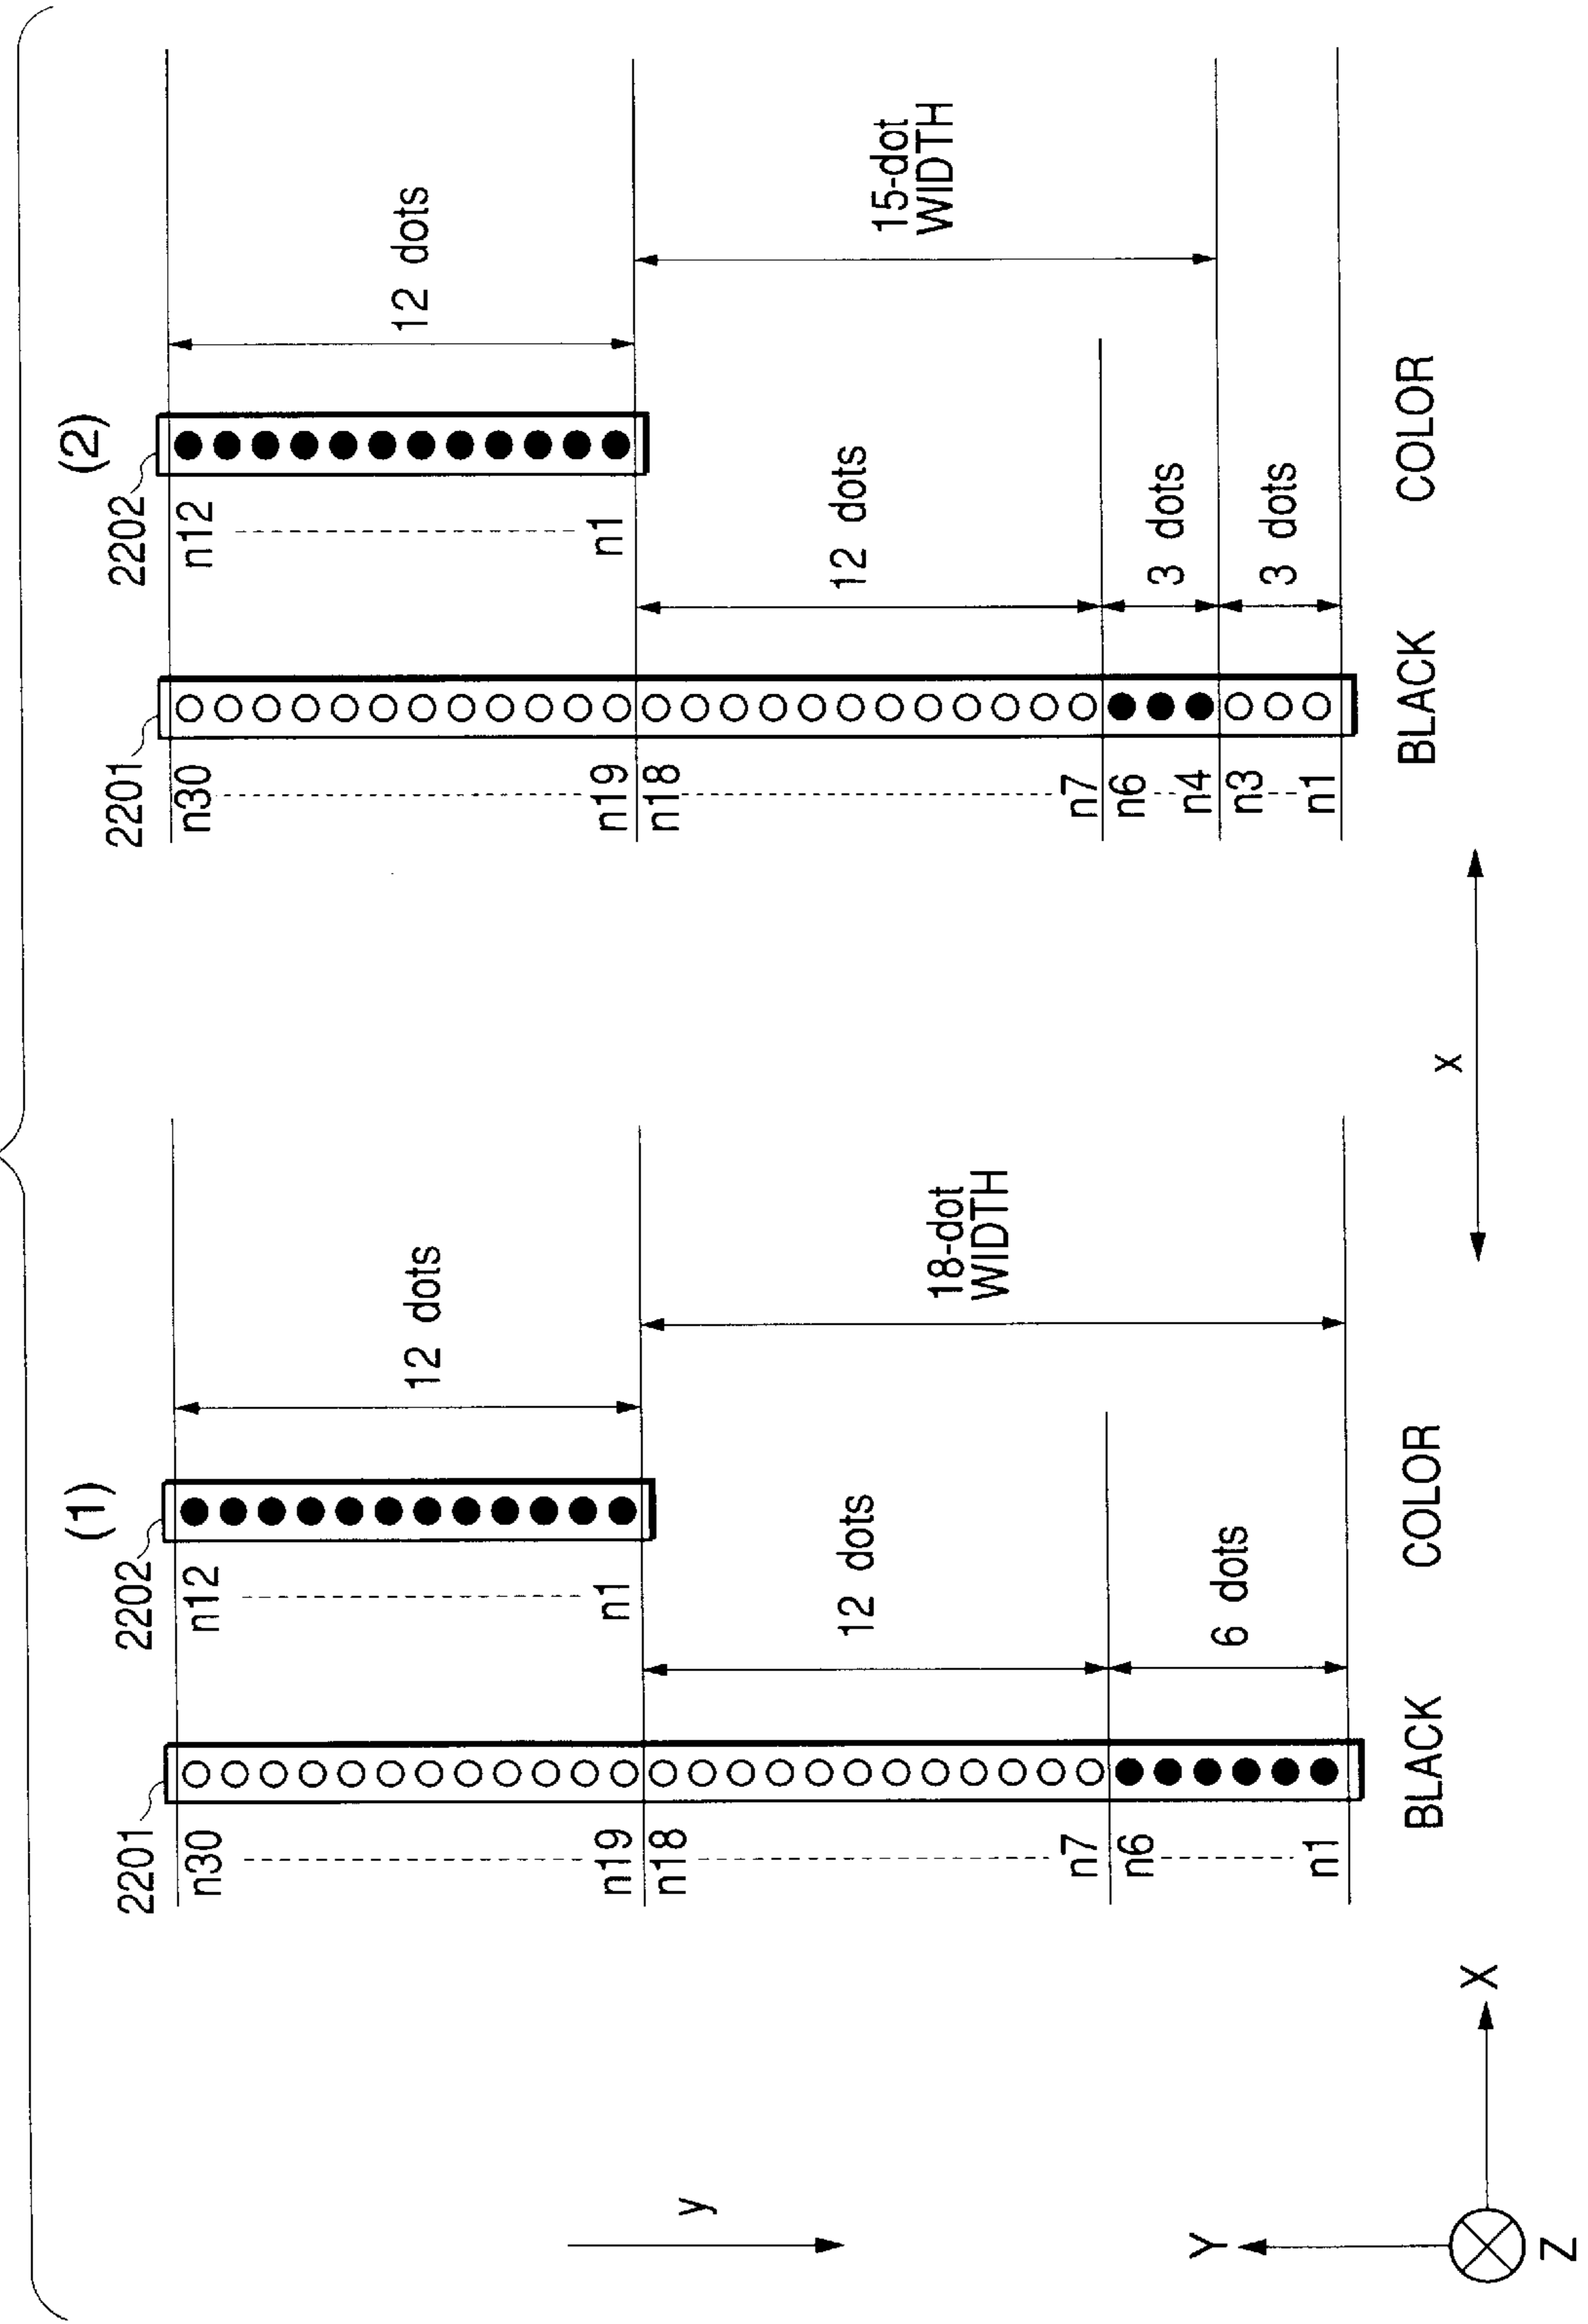 (1)
2201
2202
n30
n19
n18
n7
n6
n1
n12
n1
12 dots
12 dots
6 dots
18-dot
WIDTH
BLACK
COLOR
(2)
2201
2202
n30
n19
n18
n7
n6
n4
n3
n1
n12
n1
12 dots
12 dots
3 dots
3 dots
15-dot
WIDTH
BLACK
COLOR
y
x
Y
X
Z